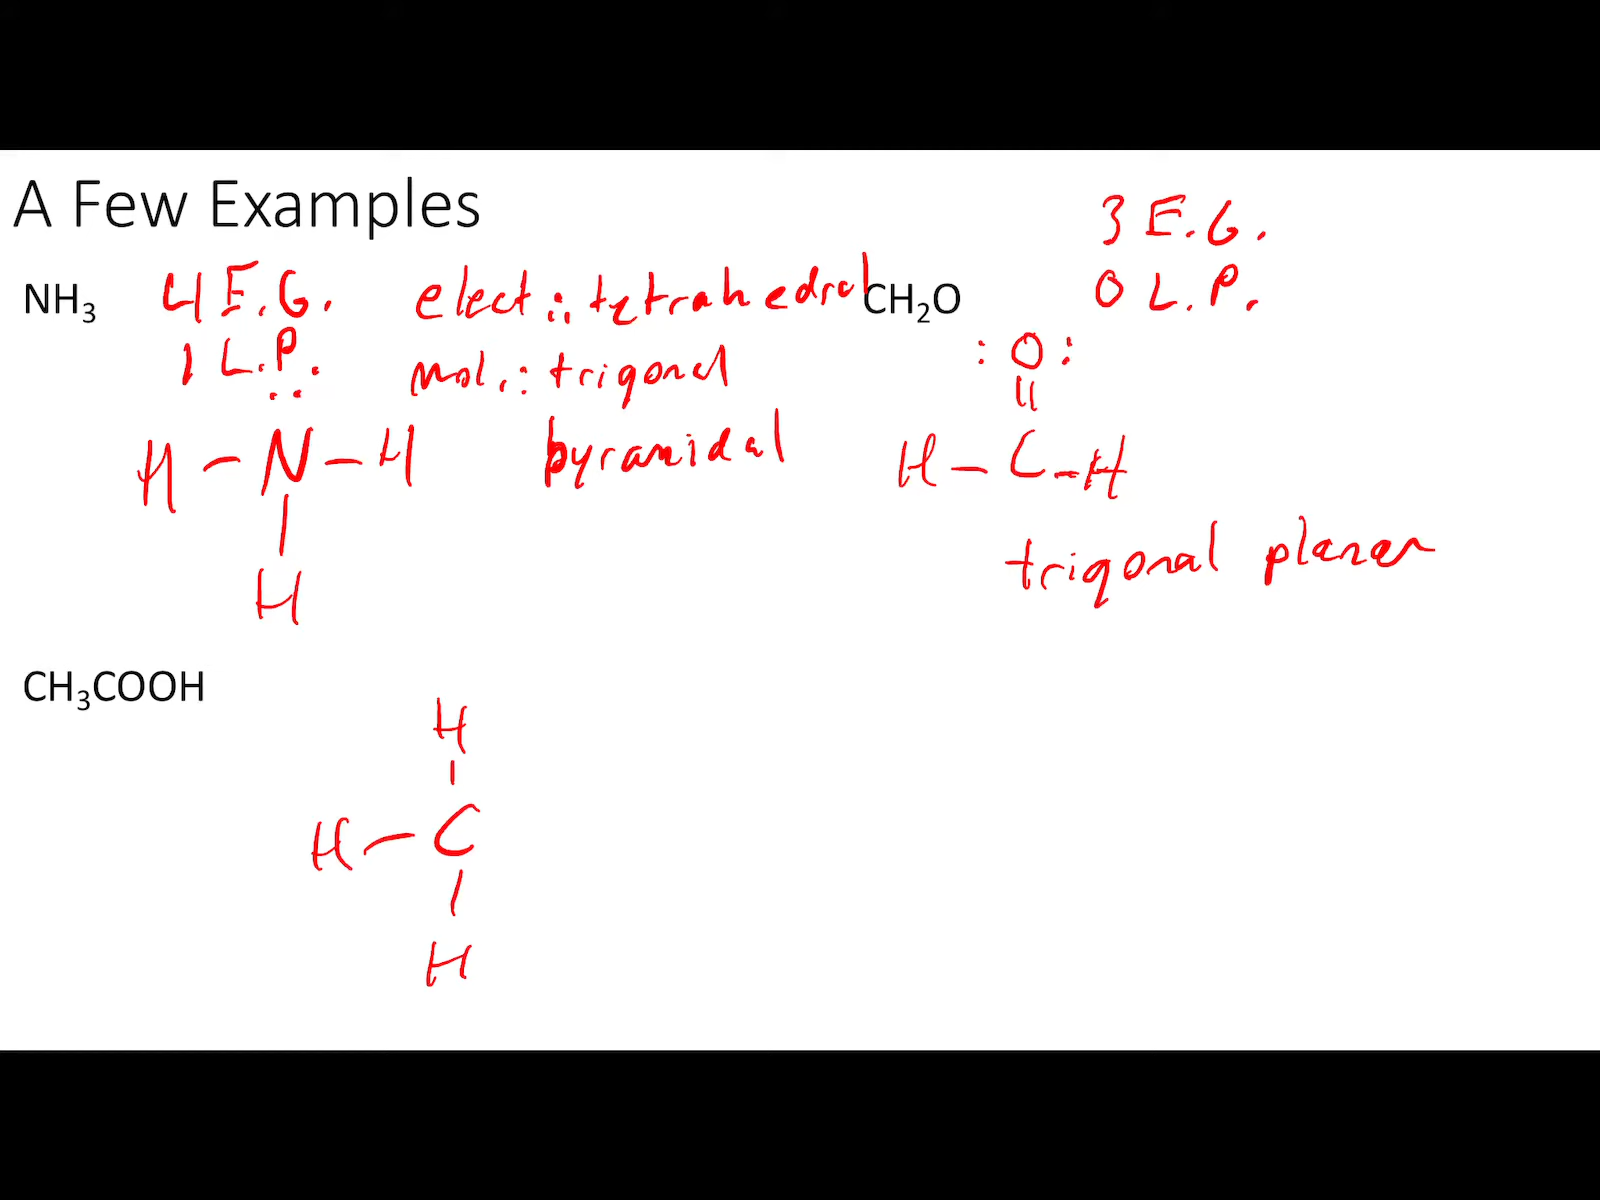 A Few Examples
NH₃
4 E.G.
1 L.P.
elect.: tetrahedral
mol.: trigonal
pyramidal
H – N – H
H
CH₂O
3 E.G.
0 L.P.
: O :
H – C – H
trigonal planar
CH₃COOH
H
H – C
H